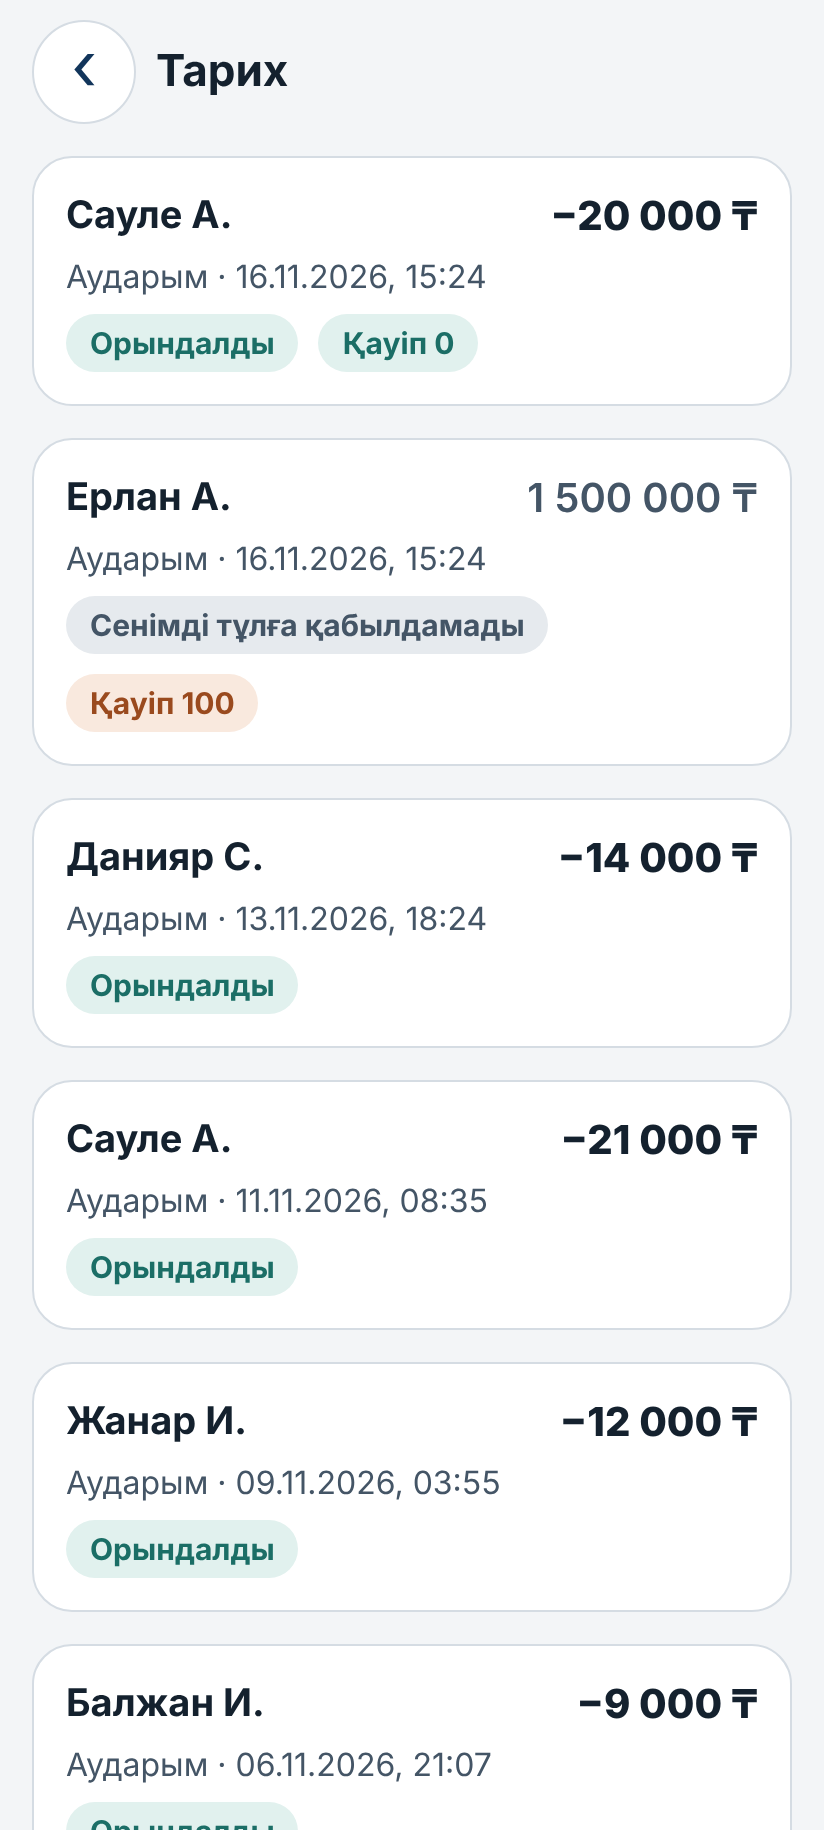 Тарих
Сауле А. −20 000 ₸
Аударым · 16.11.2026, 15:24
Орындалды Қауіп 0
Ерлан А. 1 500 000 ₸
Аударым · 16.11.2026, 15:24
Сенімді тұлға қабылдамады
Қауіп 100
Данияр С. −14 000 ₸
Аударым · 13.11.2026, 18:24
Орындалды
Сауле А. −21 000 ₸
Аударым · 11.11.2026, 08:35
Орындалды
Жанар И. −12 000 ₸
Аударым · 09.11.2026, 03:55
Орындалды
Балжан И. −9 000 ₸
Аударым · 06.11.2026, 21:07
Орындалды